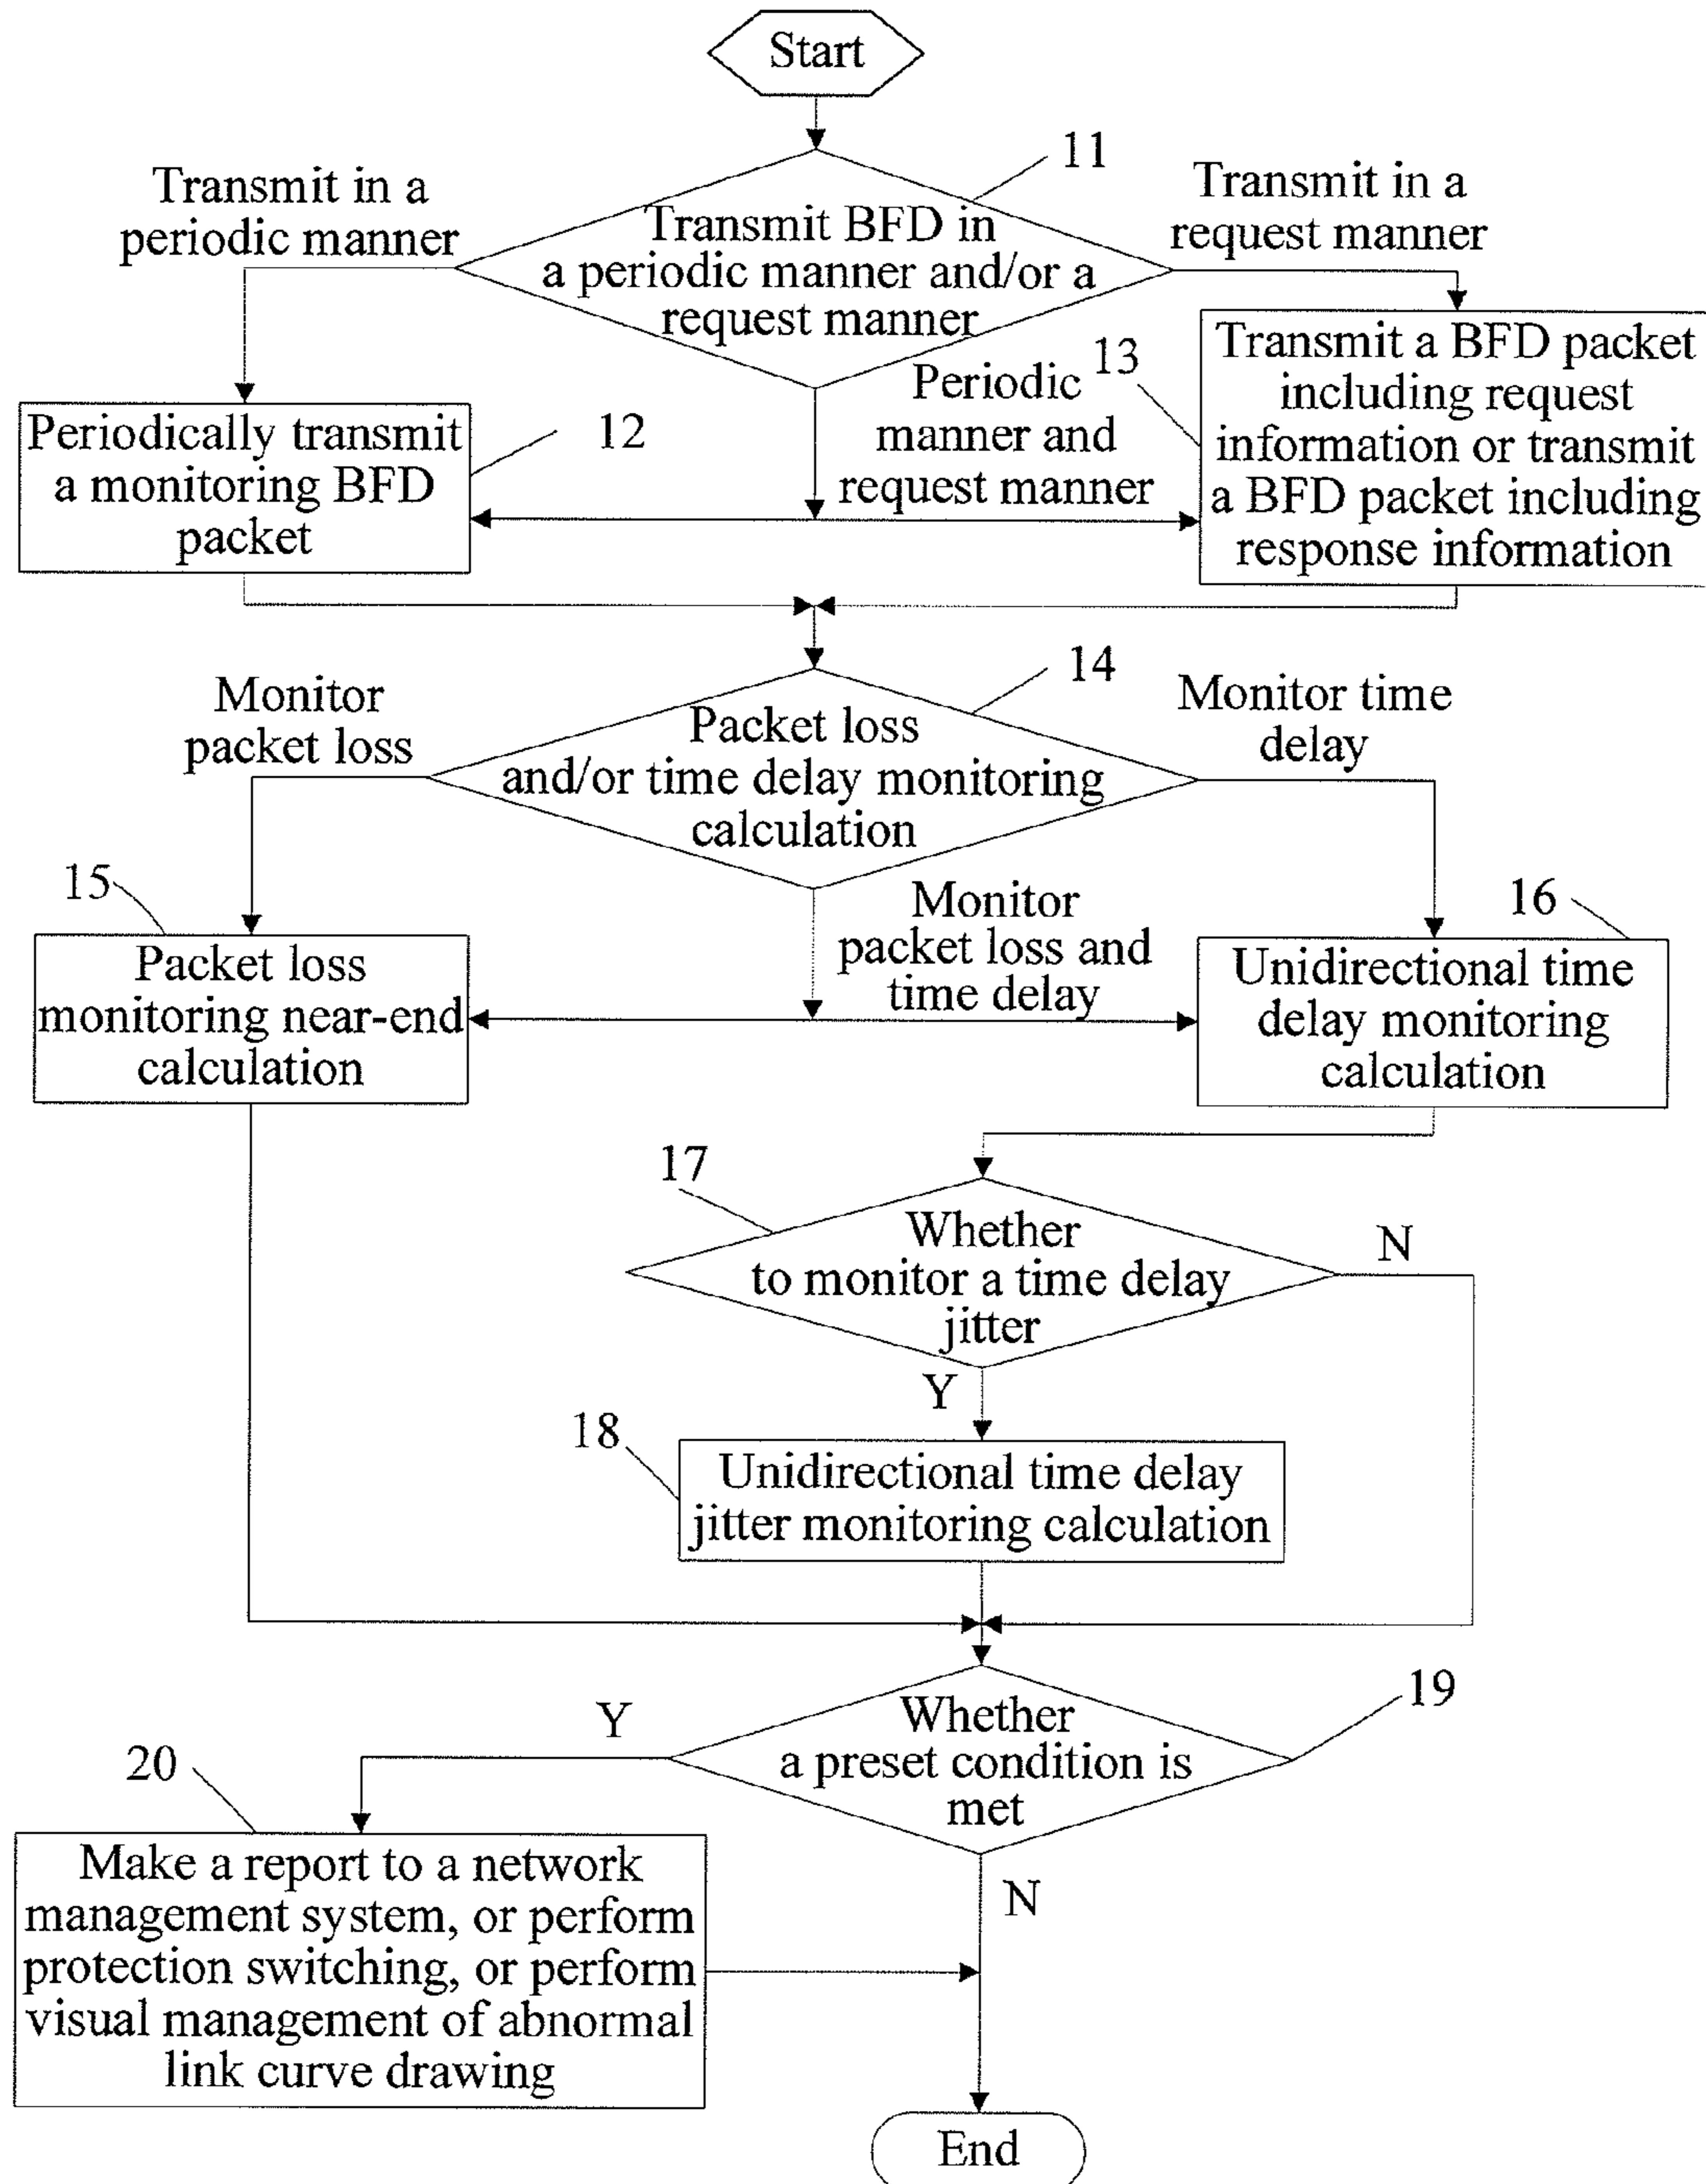 Start
11
Transmit in a
periodic manner
Transmit in a
request manner
Transmit BFD in
a periodic manner and/or a
request manner
12
Periodically transmit
a monitoring BFD
packet
Periodic
manner and
request manner
13
Transmit a BFD packet
including request
information or transmit
a BFD packet including
response information
14
Monitor
packet loss
Monitor time
delay
Packet loss
and/or time delay monitoring
calculation
15
Packet loss
monitoring near-end
calculation
Monitor
packet loss and
time delay
16
Unidirectional time
delay monitoring
calculation
17
Whether
to monitor a time delay
jitter
N
Y
18
Unidirectional time delay
jitter monitoring calculation
19
Whether
a preset condition is
met
Y
20
Make a report to a network
management system, or perform
protection switching, or perform
visual management of abnormal
link curve drawing
N
End